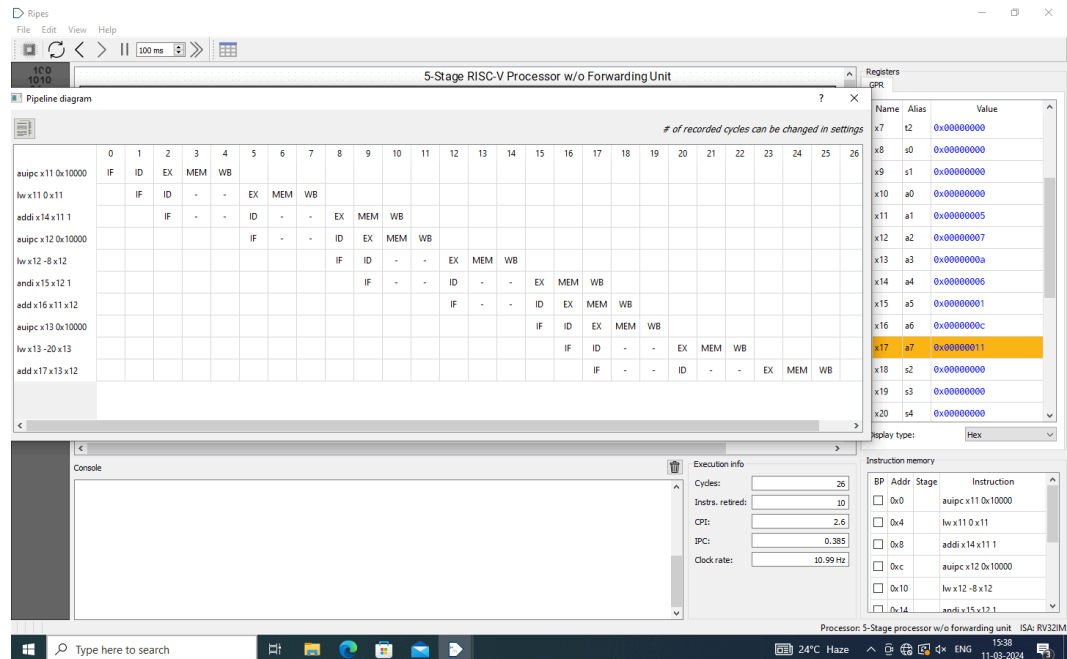 Ripes
File Edit View Help
100 ms
100
1010
5-Stage RISC-V Processor w/o Forwarding Unit
Pipeline diagram
?
# of recorded cycles can be changed in settings
0 1 2 3 4 5 6 7 8 9 10 11 12 13 14 15 16 17 18 19 20 21 22 23 24 25 26
auipc x11 0x10000 IF ID EX MEM WB
lw x11 0 x11 IF ID - - EX MEM WB
addi x14 x11 1 IF - - ID - - EX MEM WB
auipc x12 0x10000 IF - - ID EX MEM WB
lw x12 -8 x12 IF ID - - EX MEM WB
andi x15 x12 1 IF - - ID - - EX MEM WB
add x16 x11 x12 IF - - ID EX MEM WB
auipc x13 0x10000 IF ID EX MEM WB
lw x13 -20 x13 IF ID - - EX MEM WB
add x17 x13 x12 IF - - ID - - EX MEM WB
Registers
GPR
Name Alias Value
x7 t2 0x00000000
x8 s0 0x00000000
x9 s1 0x00000000
x10 a0 0x00000000
x11 a1 0x00000005
x12 a2 0x00000007
x13 a3 0x0000000a
x14 a4 0x00000006
x15 a5 0x00000001
x16 a6 0x0000000c
x17 a7 0x00000011
x18 s2 0x00000000
x19 s3 0x00000000
x20 s4 0x00000000
Display type: Hex
Console
Execution info
Cycles: 26
Instrs. retired: 10
CPI: 2.6
IPC: 0.385
Clock rate: 10.99 Hz
Instruction memory
BP Addr Stage Instruction
0x0 auipc x11 0x10000
0x4 lw x11 0 x11
0x8 addi x14 x11 1
0xc auipc x12 0x10000
0x10 lw x12 -8 x12
0x14 andi x15 x12 1
Processor: 5-Stage processor w/o forwarding unit ISA: RV32IM
Type here to search
24°C Haze
ENG
15:38
11-03-2024
3